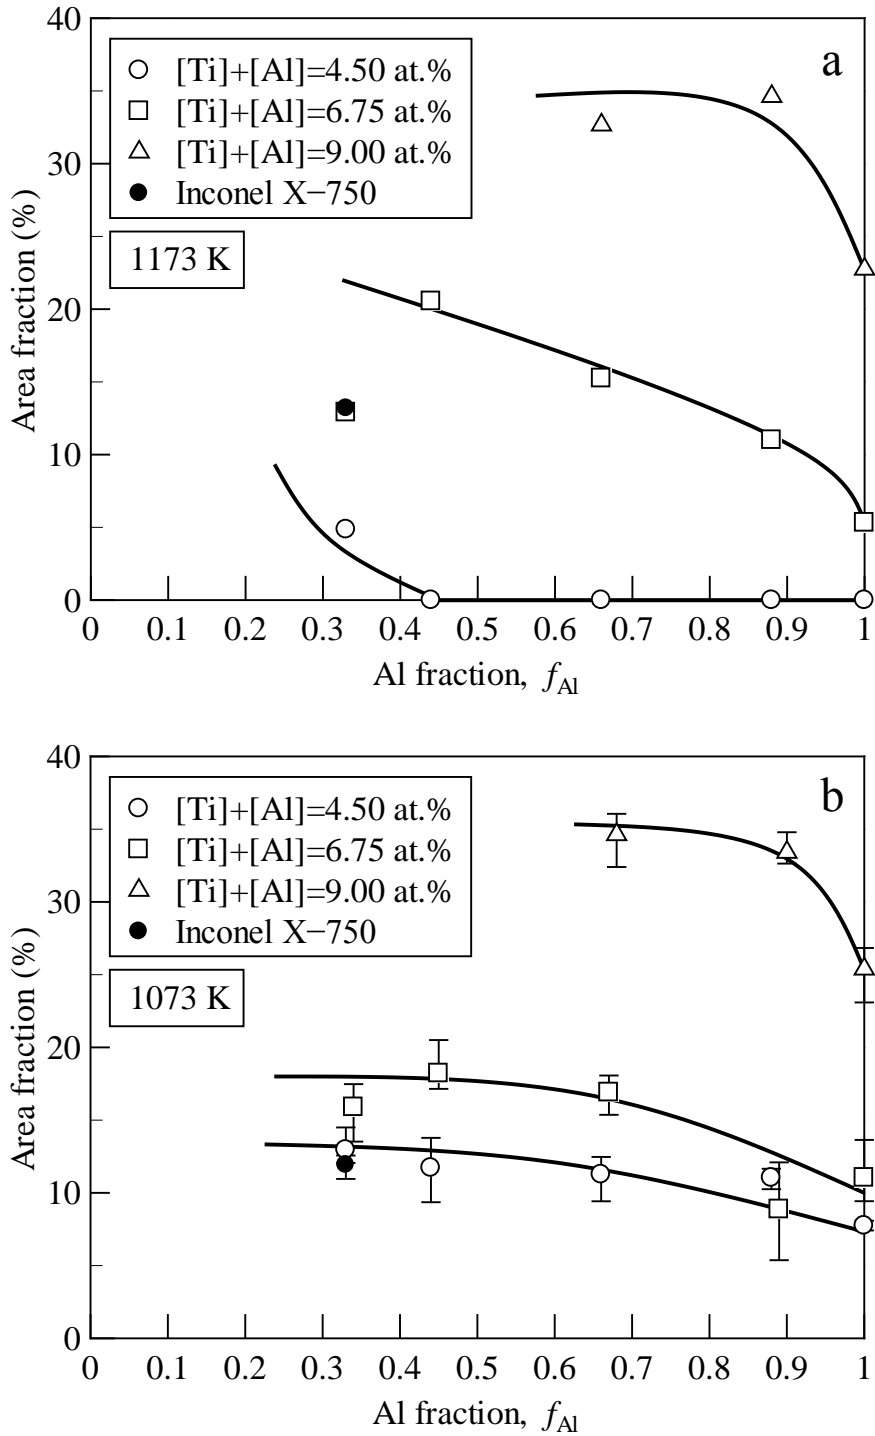 40
a
[Ti]+[Al]=4.50 at.%
[Ti]+[Al]=6.75 at.%
[Ti]+[Al]=9.00 at.%
Inconel X−750
30
1173 K
20
10
0
Area fraction (%)
0 0.1 0.2 0.3 0.4 0.5 0.6 0.7 0.8 0.9 1
Al fraction, fAl
40
b
[Ti]+[Al]=4.50 at.%
[Ti]+[Al]=6.75 at.%
[Ti]+[Al]=9.00 at.%
Inconel X−750
30
1073 K
20
10
0
Area fraction (%)
0 0.1 0.2 0.3 0.4 0.5 0.6 0.7 0.8 0.9 1
Al fraction, fAl